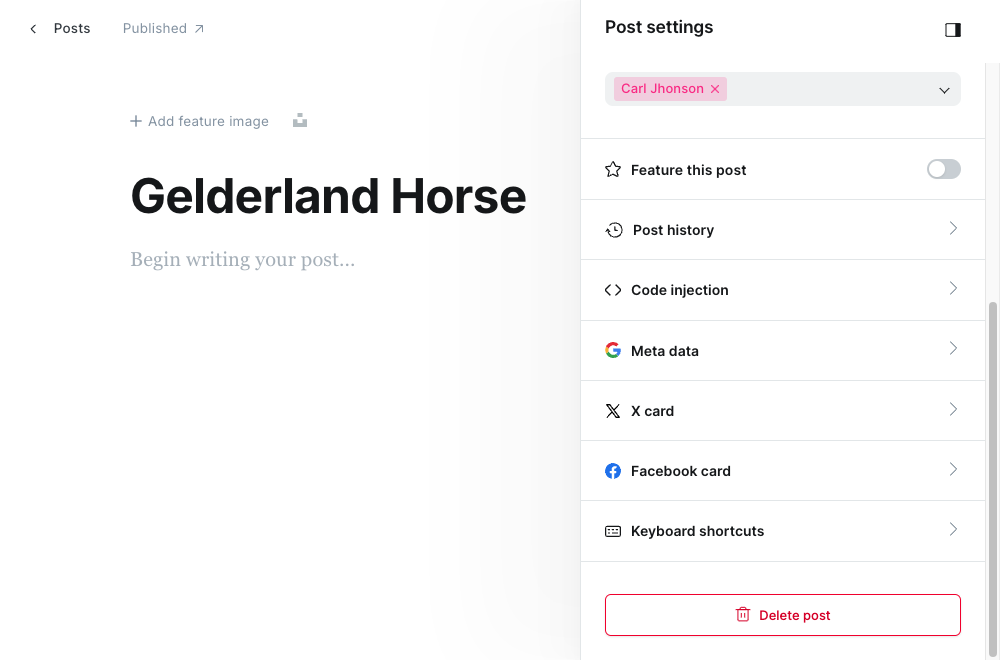 Posts
Published
Add feature image
Gelderland Horse
Begin writing your post...
Post settings
Carl Jhonson
Feature this post
Post history
Code injection
Meta data
X card
Facebook card
Keyboard shortcuts
Delete post